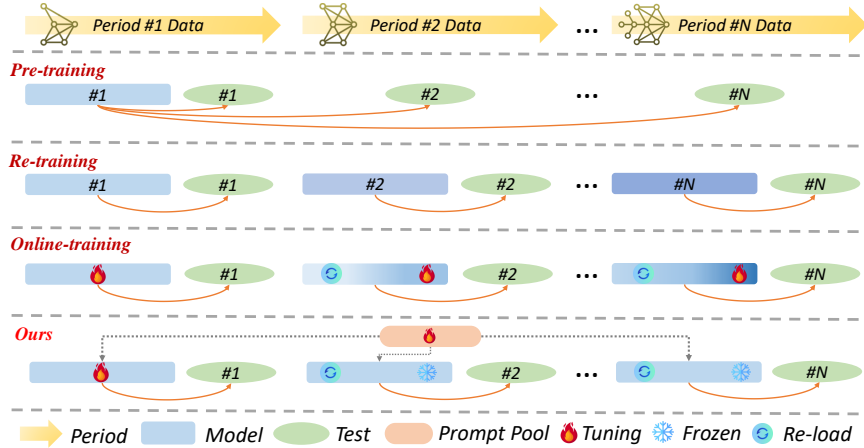 Period #1 Data Period #2 Data ... Period #N Data
Pre-training
#1 #1 #2 ... #N
Re-training
#1 #1 #2 #2 ... #N #N
Online-training
#1 #2 ... #N
Ours
#1 #2 ... #N
Period Model Test Prompt Pool Tuning Frozen Re-load